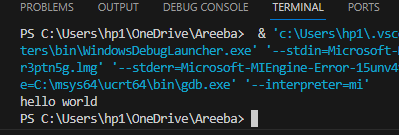 PROBLEMS OUTPUT DEBUG CONSOLE TERMINAL PORTS
PS C:\Users\hp1\OneDrive\Areeba> & 'c:\Users\hp1\.vsc
ters\bin\WindowsDebugLauncher.exe' '--stdin=Microsoft-
r3ptn5g.lmg' '--stderr=Microsoft-MIEngine-Error-15unv4
e=C:\msys64\ucrt64\bin\gdb.exe' '--interpreter=mi'
hello world
PS C:\Users\hp1\OneDrive\Areeba>